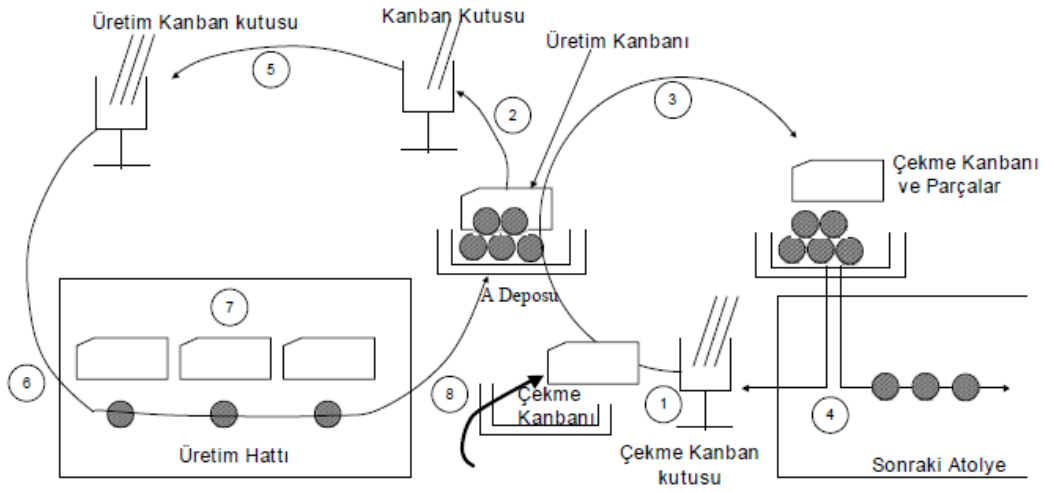 Üretim Kanban kutusu
Kanban Kutusu
Üretim Kanbanı
5
2
3
Çekme Kanbanı
ve Parçalar
A Deposu
7
6
8
Çekme
Kanbanı
1
4
Üretim Hattı
Çekme Kanban
kutusu
Sonraki Atolye